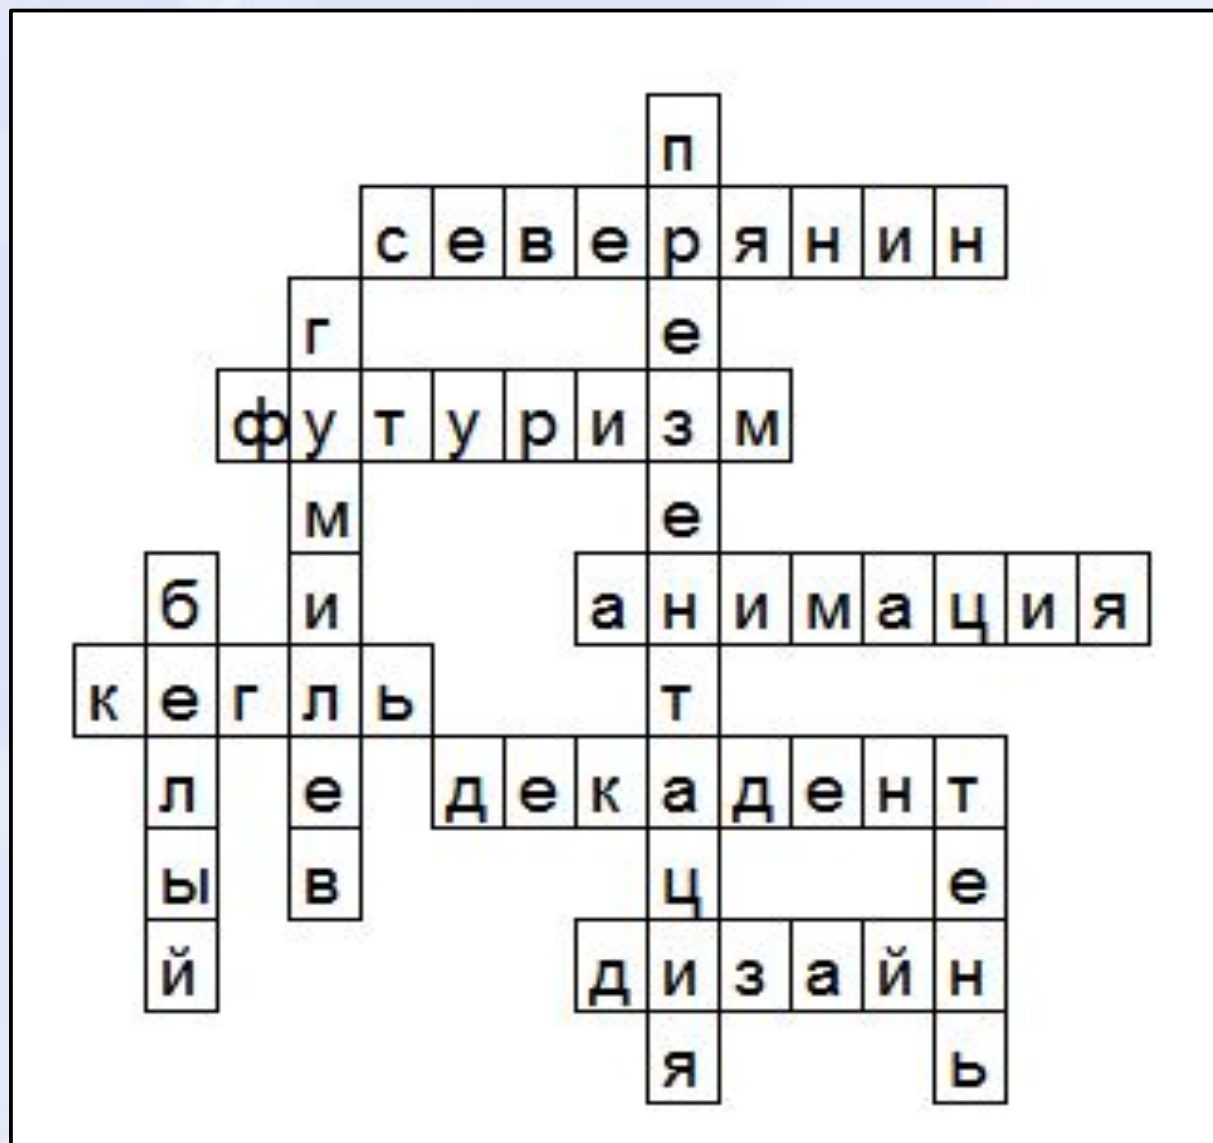 п
северянин
г е
футуризм
м е
б и анимация
кегль т
л е декадент
ы в ц е
й дизайн
я ь